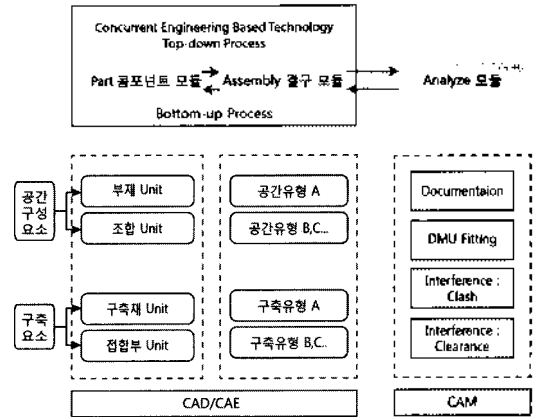 Concurrent Engineering Based Technology
Top-down Process
Part 콤포넌트 모듈
Assembly 결구 모듈
Analyze 모듈
Bottom-up Process
공간
구성
요소
부재 Unit
조합 Unit
공간유형 A
공간유형 B,C...
Documentaion
DMU Fitting
구축
요소
구축재 Unit
접합부 Unit
구축유형 A
구축유형 B,C..
Interference :
Clash
Interference :
Clearance
CAD/CAE
CAM